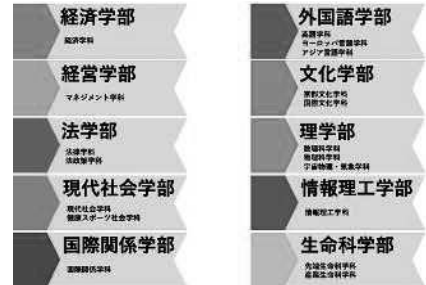 経済学部
経済学科
経営学部
マネジメント学科
法学部
法律学科
法政策学科
現代社会学部
現代社会学科
健康スポーツ社会学科
国際関係学部
国際関係学科
外国語学部
英語学科
ヨーロッパ言語学科
アジア言語学科
文化学部
京都文化学科
国際文化学科
理学部
数理科学科
物理科学科
宇宙物理・気象学科
情報理工学部
情報理工学科
生命科学部
先端生命科学科
産業生命科学科